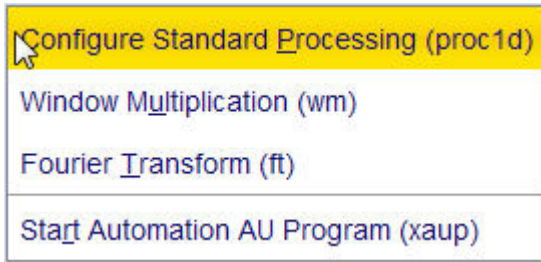 Configure Standard Processing (proc1d)
Window Multiplication (wm)
Fourier Transform (ft)
Start Automation AU Program (xaup)